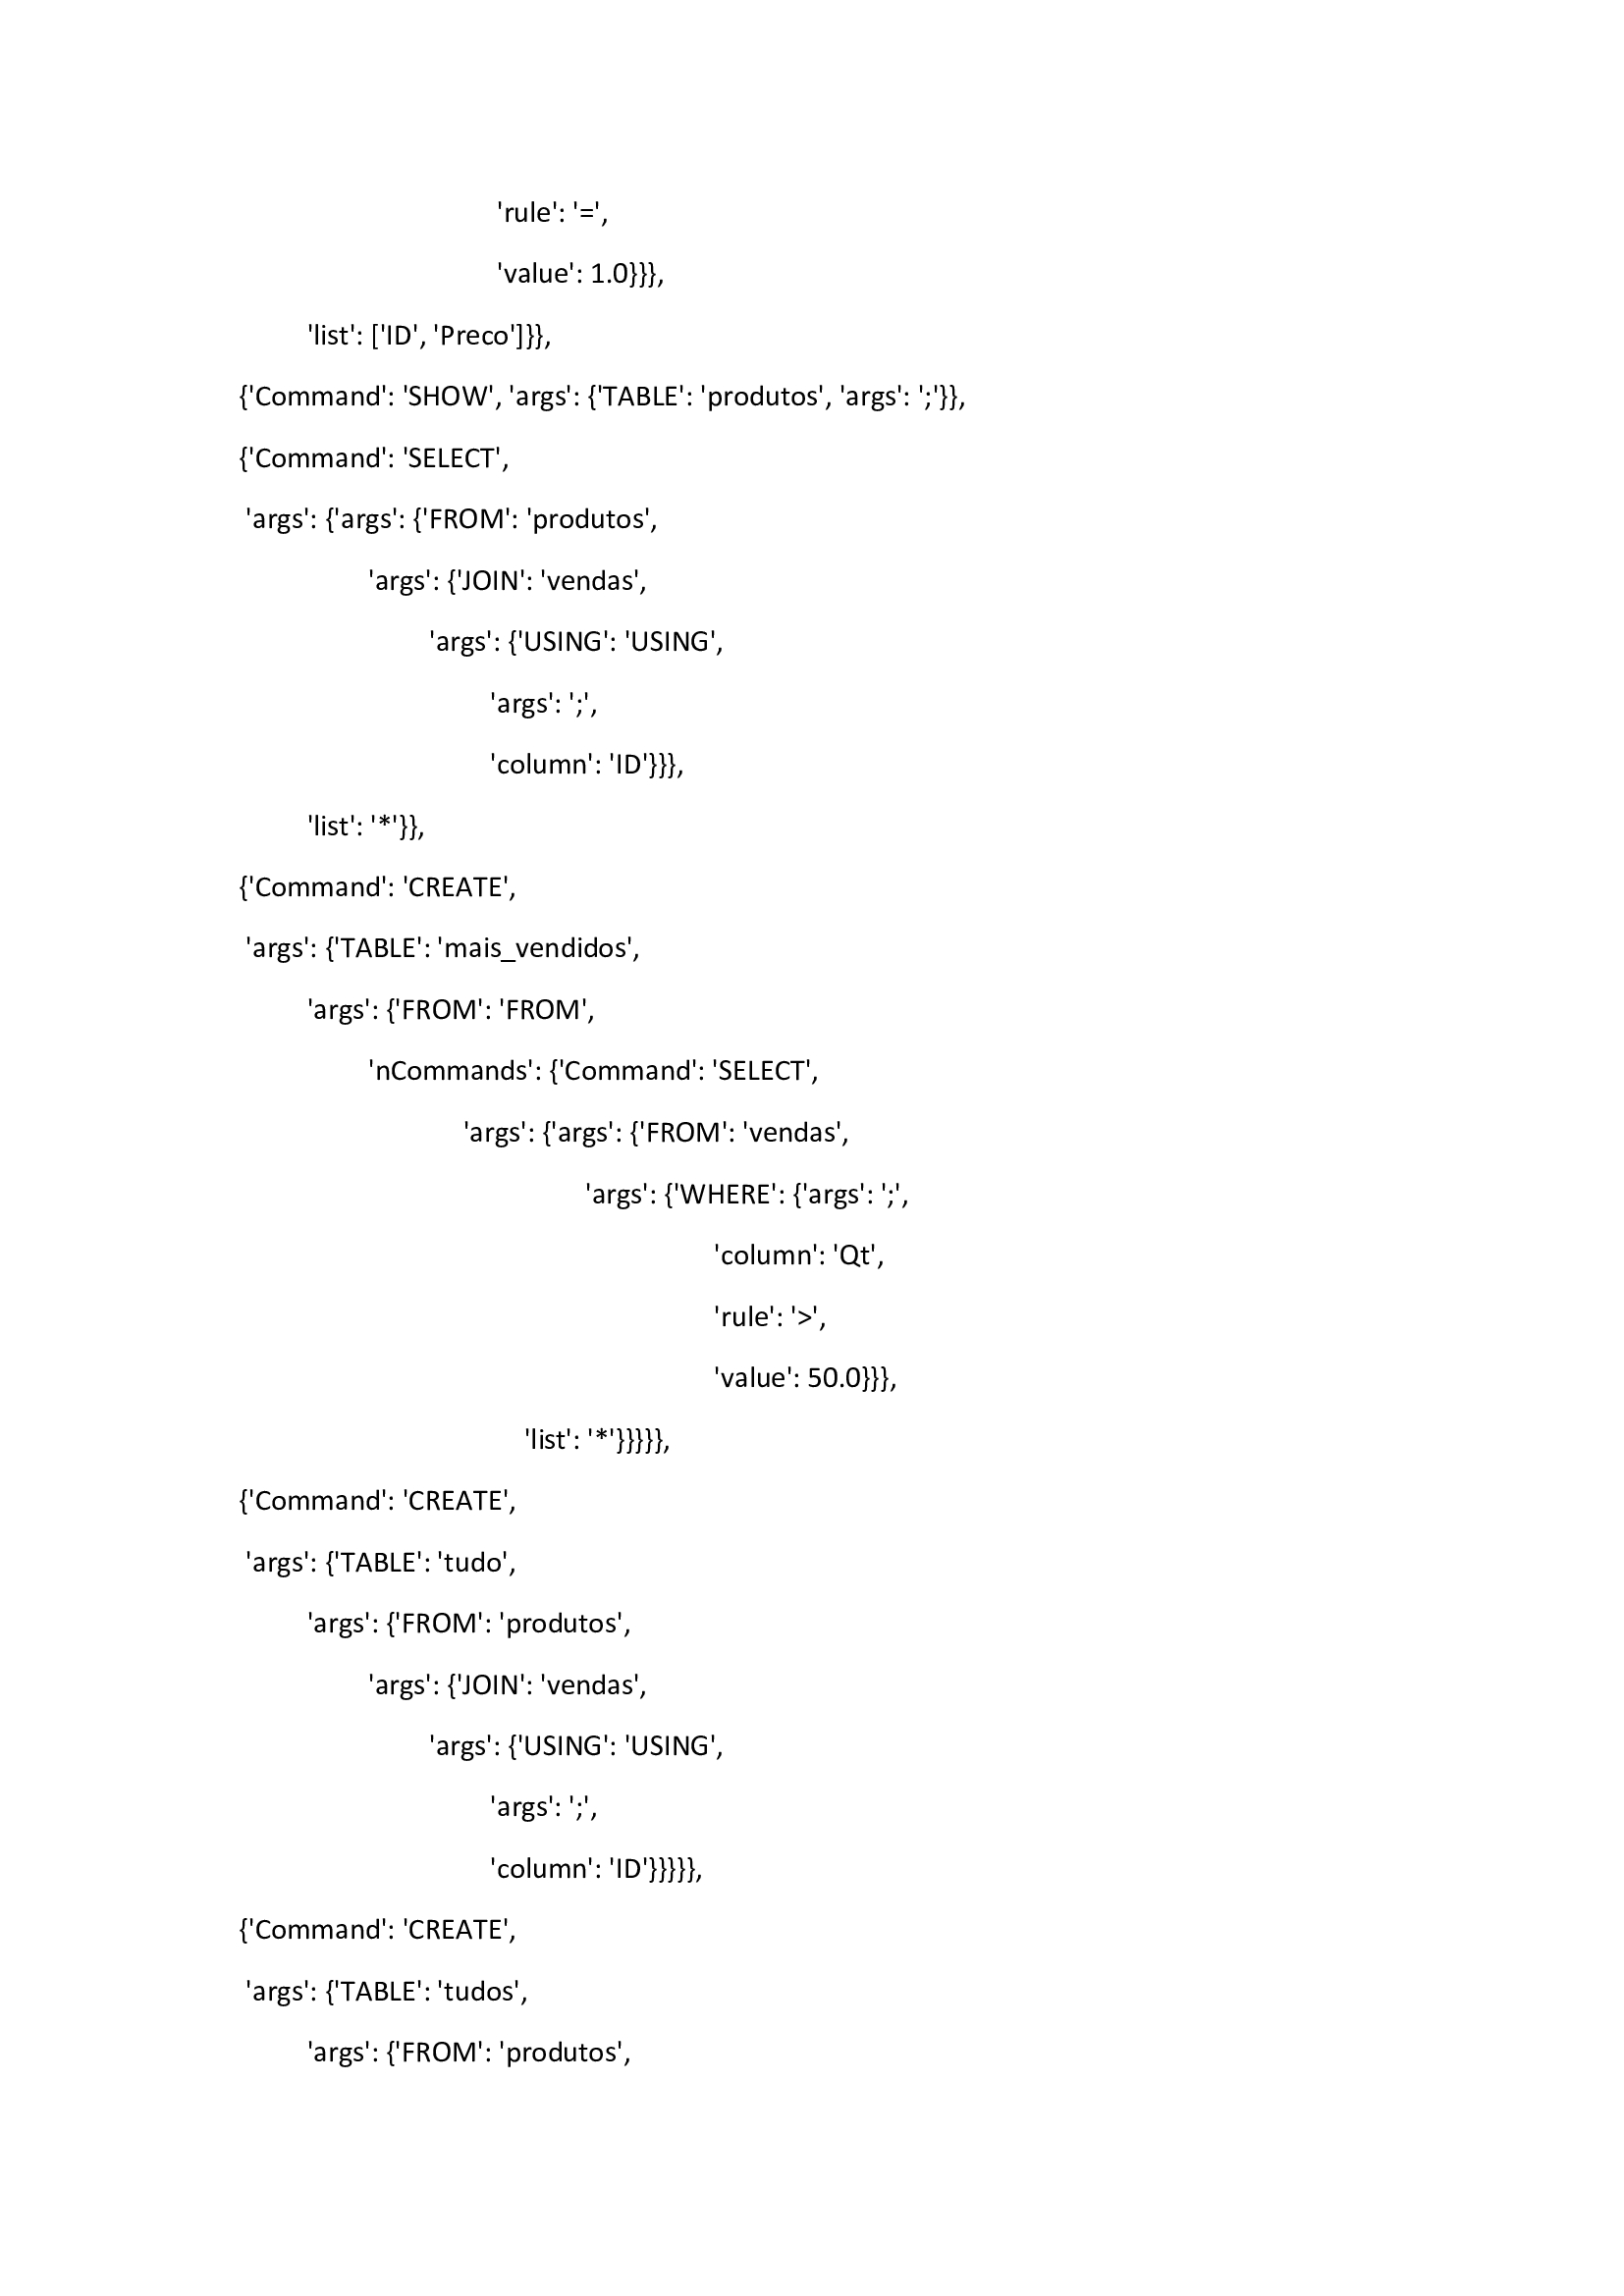 'rule': '=',
'value': 1.0}}},
'list': ['ID', 'Preco']}},
{'Command': 'SHOW', 'args': {'TABLE': 'produtos', 'args': ';'}},
{'Command': 'SELECT',
'args': {'args': {'FROM': 'produtos',
'args': {'JOIN': 'vendas',
'args': {'USING': 'USING',
'args': ';',
'column': 'ID'}}},
'list': '*'}},
{'Command': 'CREATE',
'args': {'TABLE': 'mais_vendidos',
'args': {'FROM': 'FROM',
'nCommands': {'Command': 'SELECT',
'args': {'args': {'FROM': 'vendas',
'args': {'WHERE': {'args': ';',
'column': 'Qt',
'rule': '>',
'value': 50.0}}},
'list': '*'}}}}},
{'Command': 'CREATE',
'args': {'TABLE': 'tudo',
'args': {'FROM': 'produtos',
'args': {'JOIN': 'vendas',
'args': {'USING': 'USING',
'args': ';',
'column': 'ID'}}}}},
{'Command': 'CREATE',
'args': {'TABLE': 'tudos',
'args': {'FROM': 'produtos',